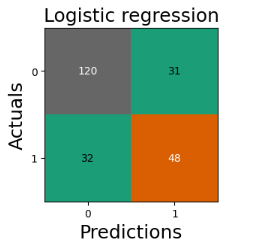 Logistic regression
Actuals
0
120
31
1
32
48
0 1
Predictions